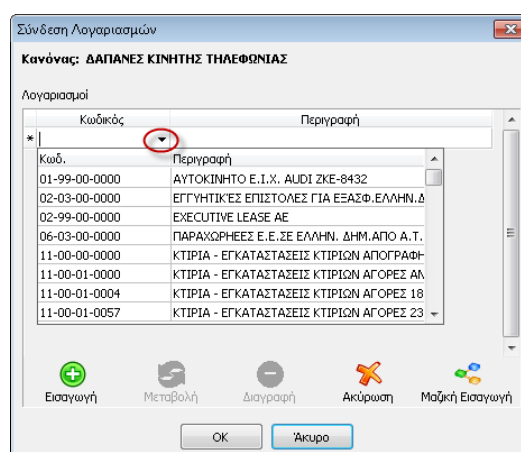 Σύνδεση Λογαριασμών
Κανόνας: ΔΑΠΑΝΕΣ ΚΙΝΗΤΗΣ ΤΗΛΕΦΩΝΙΑΣ
Λογαριασμοί
Κωδικός Περιγραφή
*
Κωδ. Περιγραφή
01-99-00-0000 ΑΥΤΟΚΙΝΗΤΟ Ε.Ι.Χ. AUDI ZKE-8432
02-03-00-0000 ΕΓΓΥΗΤΙΚΈΣ ΕΠΙΣΤΟΛΕΣ ΓΙΑ ΕΞΑΣΦ.ΕΛΛΗΝ.Δ
02-99-00-0000 EXECUTIVE LEASE AE
06-03-00-0000 ΠΑΡΑΧΩΡΗΕΕΣ Ε.Ε.ΣΕ ΕΛΛΗΝ. ΔΗΜ.ΑΠΟ Α.Τ.
11-00-00-0000 ΚΤΙΡΙΑ - ΕΓΚΑΤΑΣΤΑΣΕΙΣ ΚΤΙΡΙΩΝ ΑΠΟΓΡΑΦΗ
11-00-01-0000 ΚΤΙΡΙΑ - ΕΓΚΑΤΑΣΤΑΖΕΙΣ ΚΤΙΡΙΩΝ ΑΓΟΡΕΣ ΑΝ
11-00-01-0004 ΚΤΙΡΙΑ - ΕΓΚΑΤΑΣΤΑΖΕΙΣ ΚΤΙΡΙΩΝ ΑΓΟΡΕΣ 18
11-00-01-0057 ΚΤΙΡΙΑ - ΕΓΚΑΤΑΣΤΑΖΕΙΣ ΚΤΙΡΙΩΝ ΑΓΟΡΕΣ 23
Εισαγωγή Μεταβολή Διαγραφή Ακύρωση Μαζική Εισαγωγή
OK Άκυρο